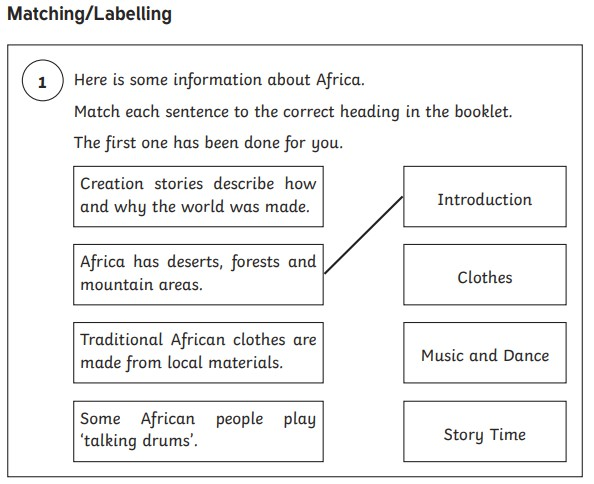 Matching/Labelling
1
Here is some information about Africa.
Match each sentence to the correct heading in the booklet.
The first one has been done for you.
Creation stories describe how
and why the world was made.
Introduction
Africa has deserts, forests and
mountain areas.
Clothes
Traditional African clothes are
made from local materials.
Music and Dance
Some African people play
‘talking drums’.
Story Time